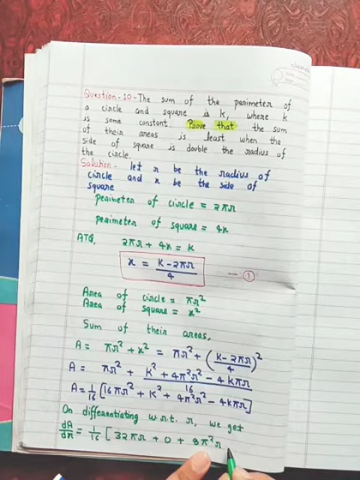 Question-10- The sum of the perimeter of
a circle and square is K, where K
is some constant. Prove that the sum
of their areas is least when the
side of square is double the radius of
the circle.
Solution- let r be the radius of
circle and x be the side of
square
perimeter of circle = 2πr
perimeter of square = 4x
ATQ, 2πr + 4x = K
x = (K-2πr)/4 — ①
Area of circle = πr²
Area of square = x²
Sum of their areas,
A = πr² + x² = πr² + ((K-2πr)/4)²
A = πr² + (K² + 4π²r² - 4Kπr)/16
A = 1/16 [16πr² + K² + 4π²r² - 4Kπr]
On differentiating w.r.t. r, we get
dA/dr = 1/16 [32πr + 0 + 8π²r